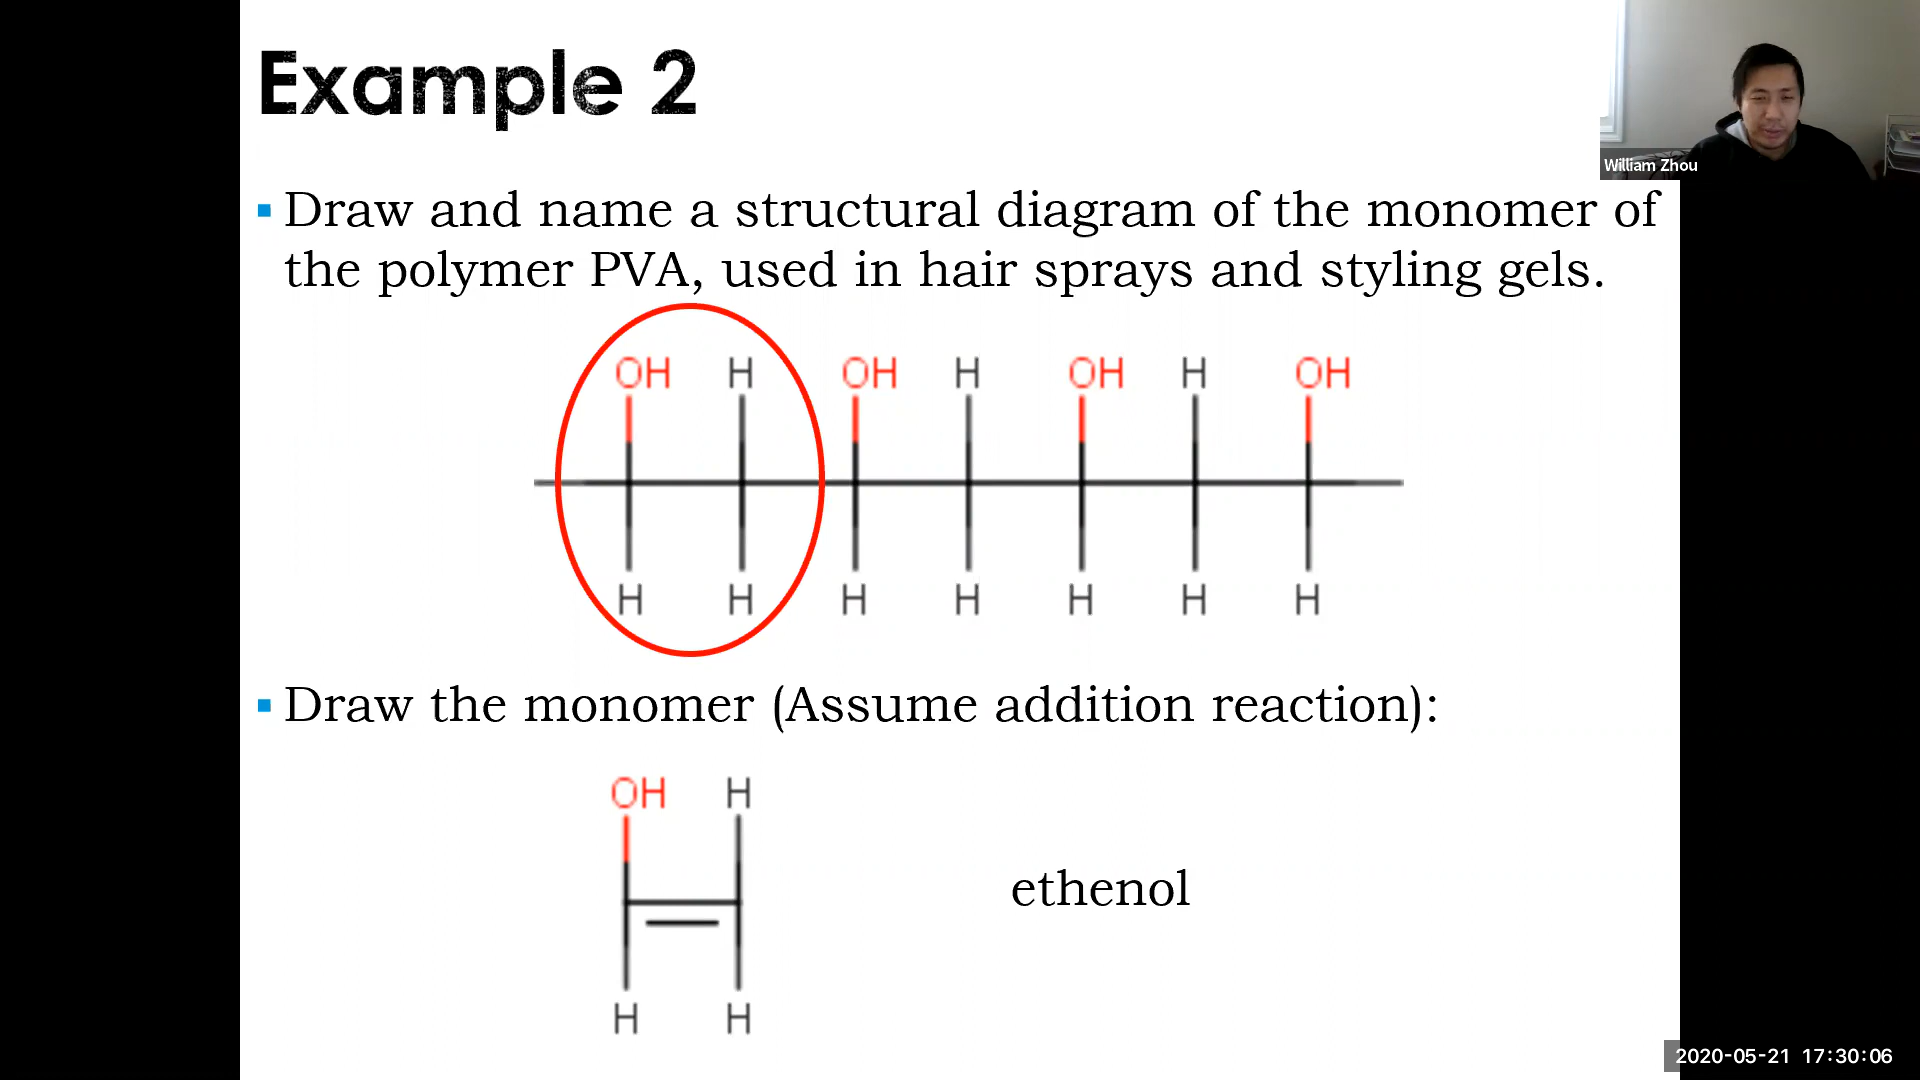 Example 2
William Zhou
▪ Draw and name a structural diagram of the monomer of
the polymer PVA, used in hair sprays and styling gels.
OH H OH H OH H OH
H H H H H H H
▪ Draw the monomer (Assume addition reaction):
OH H
ethenol
H H
2020-05-21 17:30:06